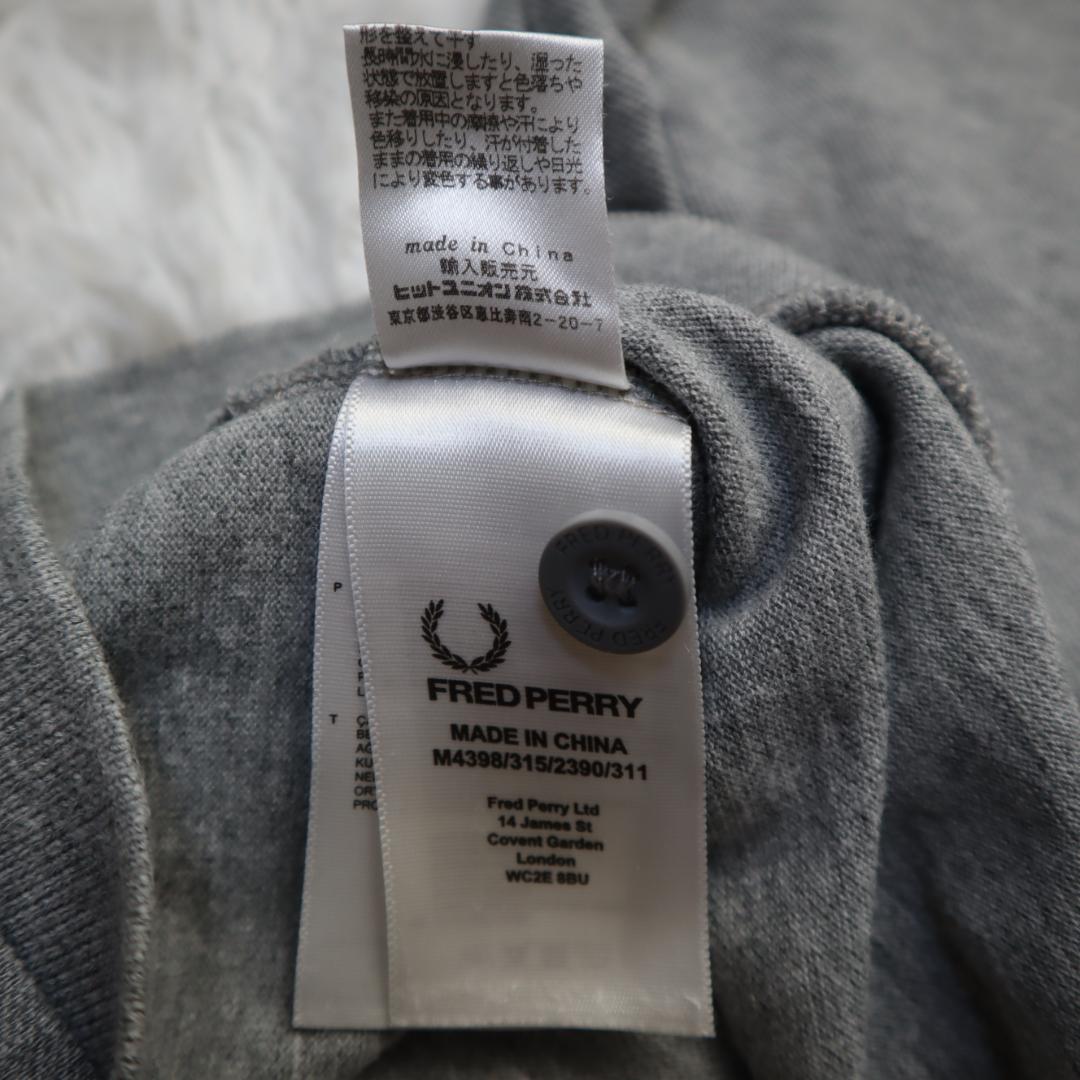 形を整えて干す
長時間水に浸したり、湿った
状態で放置しますと色落ちや
移染の原因となります。
また着用中の摩擦や汗により
色移りしたり、汗が付着した
ままの着用の繰り返しや日光
により変色する事があります。
made in China
輸入販売元
ヒットユニオン株式会社
東京都渋谷区恵比寿南2-20-7
FRED PERRY
FRED PERRY
FRED PERRY
FRED PERRY
MADE IN CHINA
M4398/315/2390/311
Fred Perry Ltd
14 James St
Covent Garden
London
WC2E 8BU
P
T